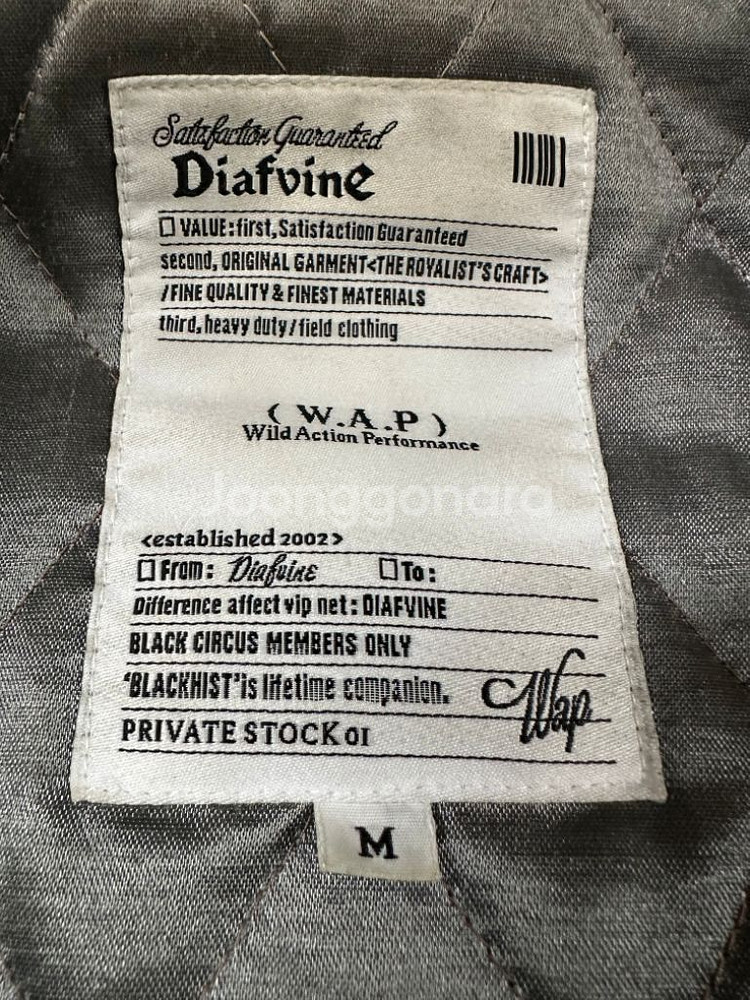 Satisfaction Guaranteed
Diafvine
VALUE:first, Satisfaction Guaranteed
second, ORIGINAL GARMENT<THE ROYALIST'S CRAFT>
/FINE QUALITY & FINEST MATERIALS
third, heavy duty/field clothing
( W.A.P )
Wild Action Performance
Joonggonara
<established 2002>
From: Diafvine To:
Difference affect vip net: DIAFVINE
BLACK CIRCUS MEMBERS ONLY
'BLACKHIST' is lifetime companion.
Wap
PRIVATE STOCK 01
M